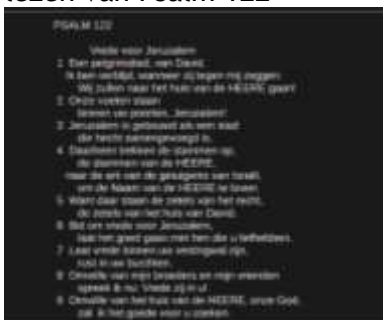 lezen van Psalm 122
PSALM 122
Vrede voor Jeruzalem
1 Een pelgrimslied, van David.
Ik ben verblijd, wanneer zij tegen mij zeggen:
Wij zullen naar het huis van de HEERE gaan!
2 Onze voeten staan
binnen uw poorten, Jeruzalem!
3 Jeruzalem is gebouwd als een stad
die hecht samengevoegd is.
4 Daarheen trekken de stammen op,
de stammen van de HEERE,
naar de ark van de getuigenis van Israël,
om de Naam van de HEERE te loven.
5 Want daar staan de zetels van het recht,
de zetels van het huis van David.
6 Bid om vrede voor Jeruzalem,
laat het goed gaan met hen die u liefhebben.
7 Laat vrede binnen uw vestingwal zijn,
rust in uw burchten.
8 Omwille van mijn broeders en mijn vrienden
spreek ik nu: Vrede zij in u!
9 Omwille van het huis van de HEERE, onze God,
zal ik het goede voor u zoeken.